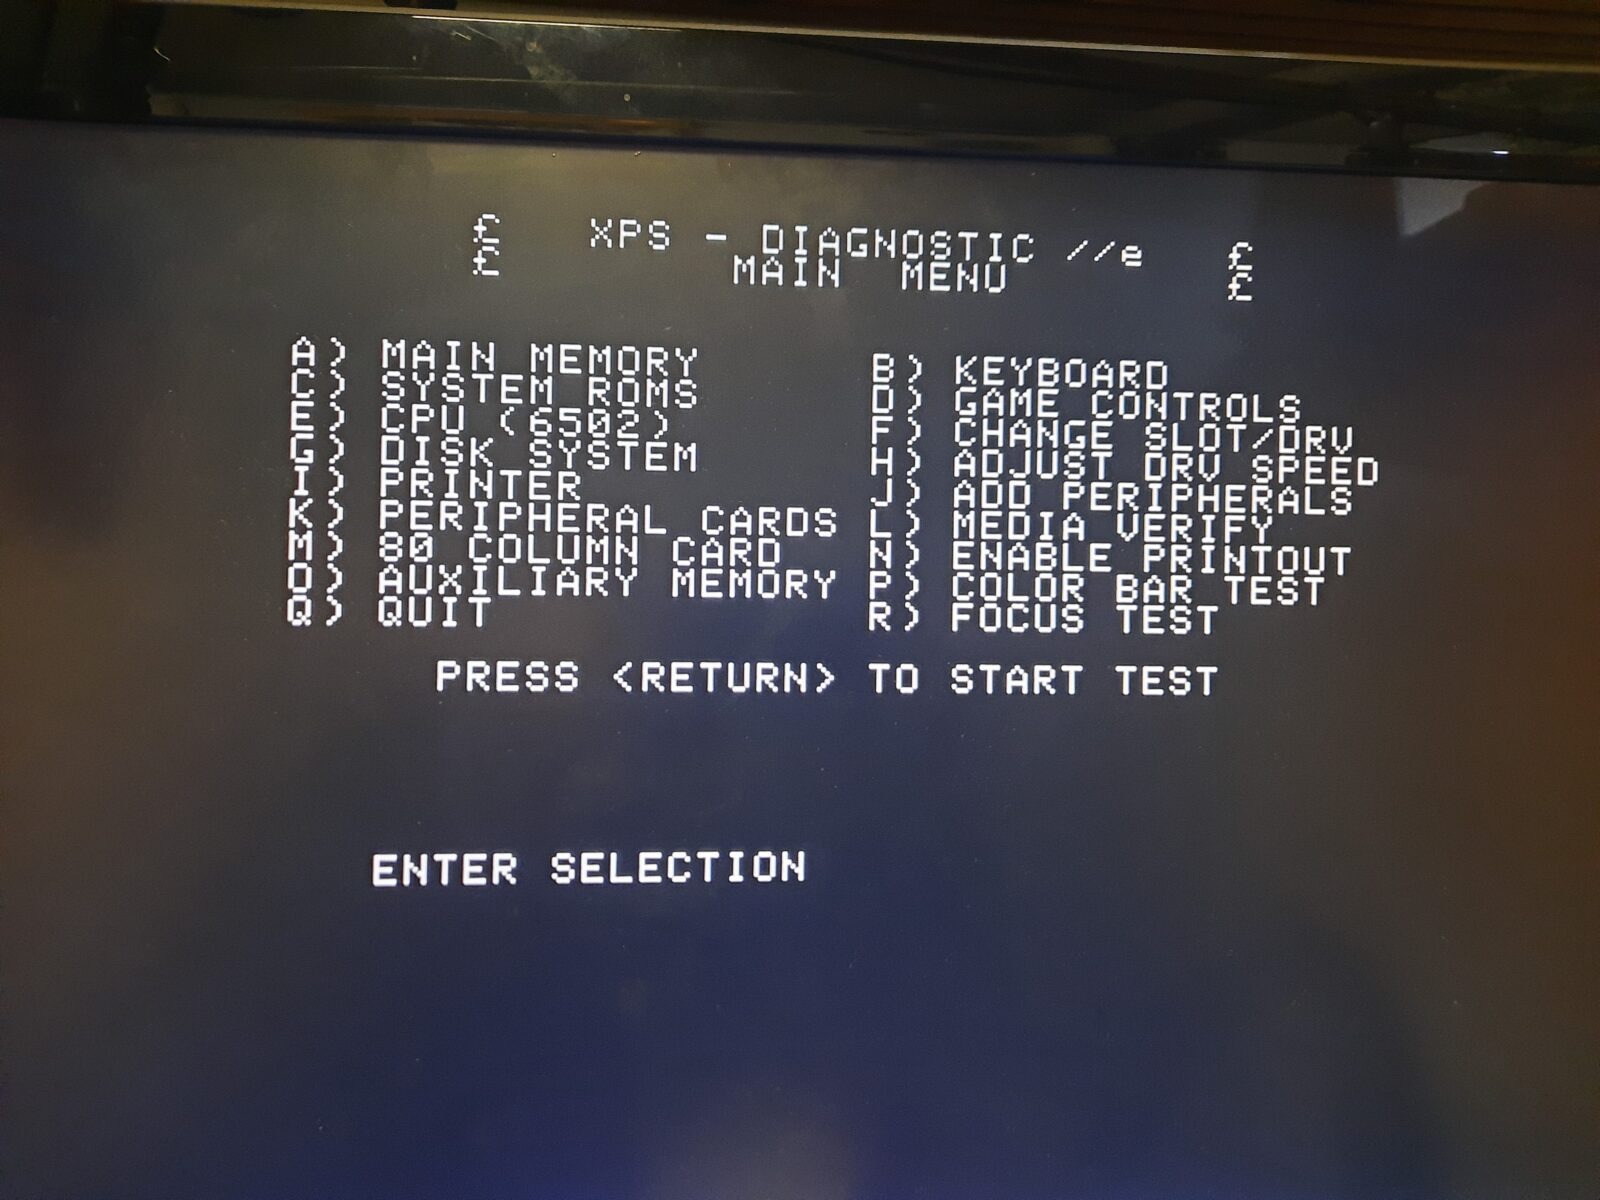 £ XPS - DIAGNOSTIC //e £
£ MAIN MENU £
A) MAIN MEMORY B) KEYBOARD
C) SYSTEM ROMS D) GAME CONTROLS
E) CPU (6502) F) CHANGE SLOT/DRV
G) DISK SYSTEM H) ADJUST DRV SPEED
I) PRINTER J) ADD PERIPHERALS
K) PERIPHERAL CARDS L) MEDIA VERIFY
M) 80 COLUMN CARD N) ENABLE PRINTOUT
O) AUXILIARY MEMORY P) COLOR BAR TEST
Q) QUIT R) FOCUS TEST
PRESS <RETURN> TO START TEST
ENTER SELECTION